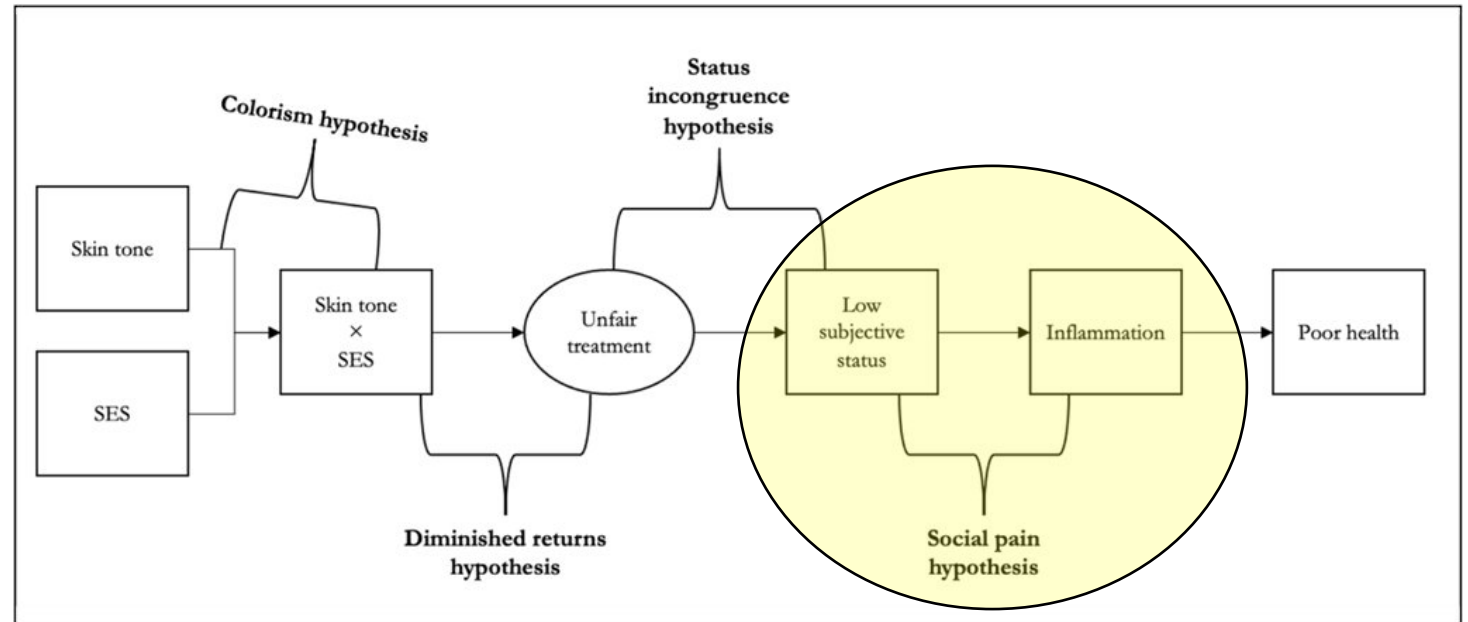 Status
incongruence
hypothesis
Colorism hypothesis
Skin tone
SES
Skin tone
×
SES
Unfair
treatment
Low
subjective
status
Inflammation
Poor health
Diminished returns
hypothesis
Social pain
hypothesis